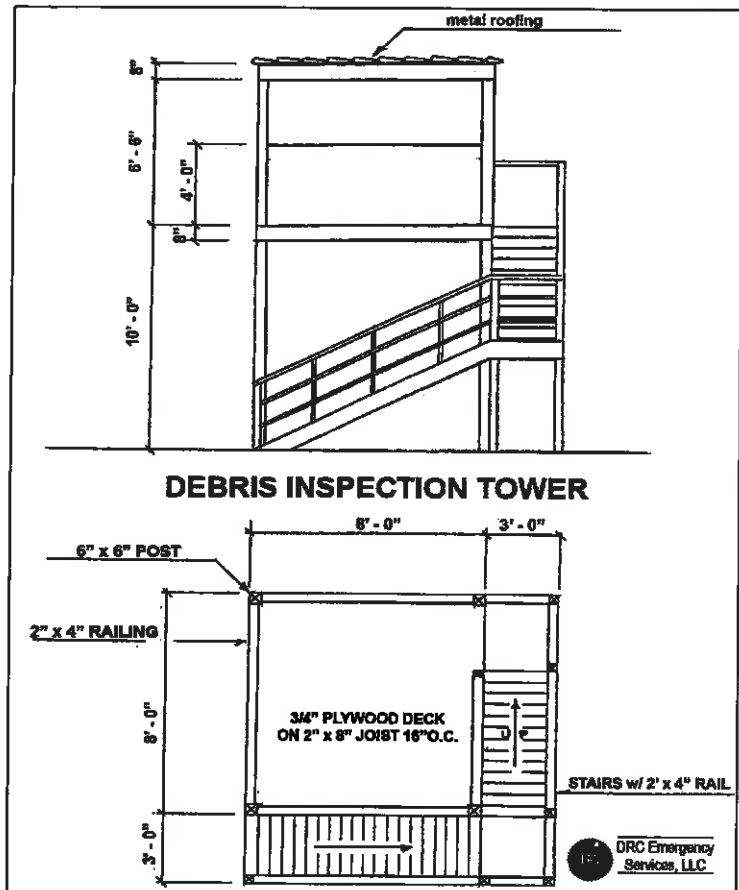 metal roofing
8"
6' - 6"
4' - 0"
8"
10' - 0"
DEBRIS INSPECTION TOWER
8' - 0"
3' - 0"
6" x 6" POST
2" x 4" RAILING
8' - 0"
3/4" PLYWOOD DECK
ON 2" x 8" JOIST 16"O.C.
STAIRS w/ 2' x 4" RAIL
3' - 0"
DRC Emergency
Services, LLC